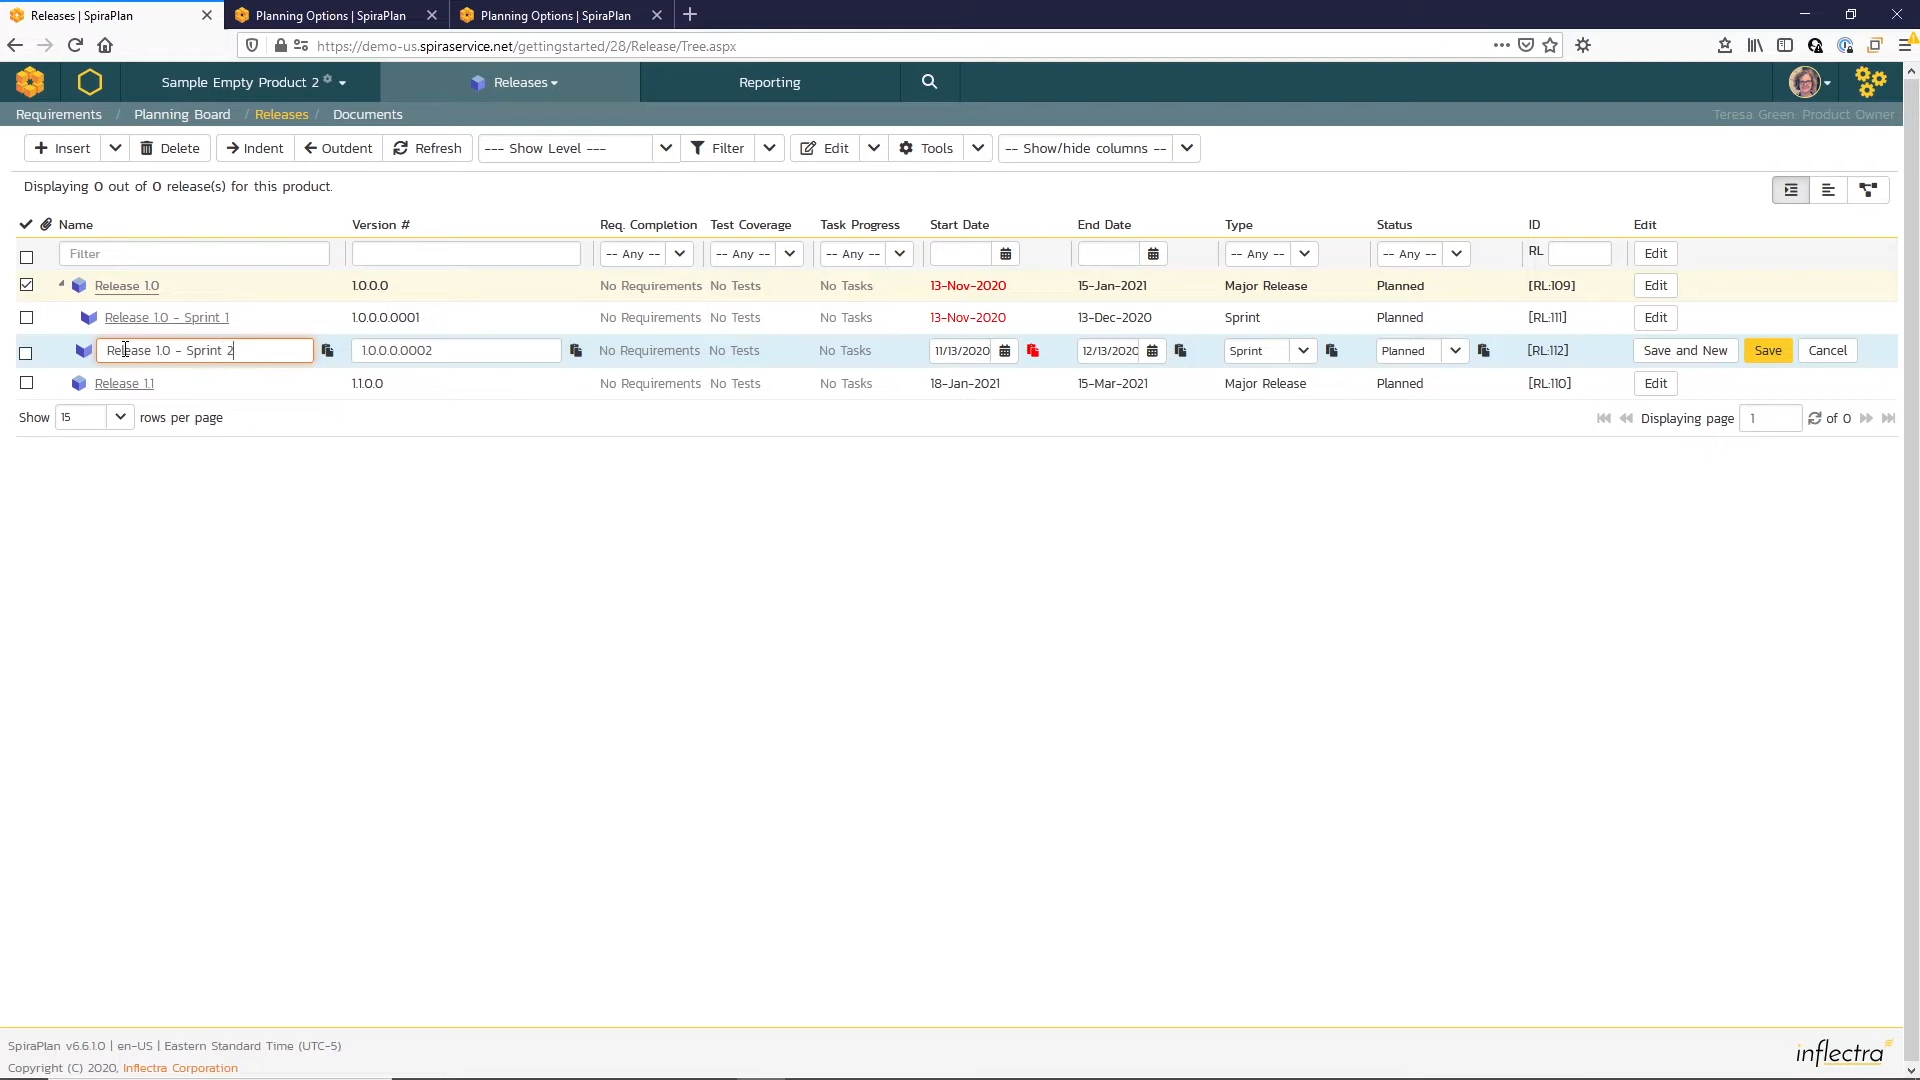 Releases | SpiraPlan
Planning Options | SpiraPlan
Planning Options | SpiraPlan
https://demo-us.spiraservice.net/gettingstarted/28/Release/Tree.aspx
Sample Empty Product 2
Releases
Reporting
Requirements / Planning Board / Releases / Documents
Teresa Green: Product Owner
Insert Delete Indent Outdent Refresh --- Show Level --- Filter Edit Tools -- Show/hide columns --
Displaying 0 out of 0 release(s) for this product.
Name Version # Req. Completion Test Coverage Task Progress Start Date End Date Type Status ID Edit
Filter -- Any -- -- Any -- -- Any -- -- Any -- -- Any -- RL Edit
Release 1.0 1.0.0.0 No Requirements No Tests No Tasks 13-Nov-2020 15-Jan-2021 Major Release Planned [RL:109] Edit
Release 1.0 - Sprint 1 1.0.0.0.0001 No Requirements No Tests No Tasks 13-Nov-2020 13-Dec-2020 Sprint Planned [RL:111] Edit
Release 1.0 - Sprint 2 1.0.0.0.0002 No Requirements No Tests No Tasks 11/13/2020 12/13/2020 Sprint Planned [RL:112] Save and New Save Cancel
Release 1.1 1.1.0.0 No Requirements No Tests No Tasks 18-Jan-2021 15-Mar-2021 Major Release Planned [RL:110] Edit
Show 15 rows per page
Displaying page 1 of 0
SpiraPlan v6.6.1.0 | en-US | Eastern Standard Time (UTC-5)
Copyright (C) 2020, Inflectra Corporation
inflectra